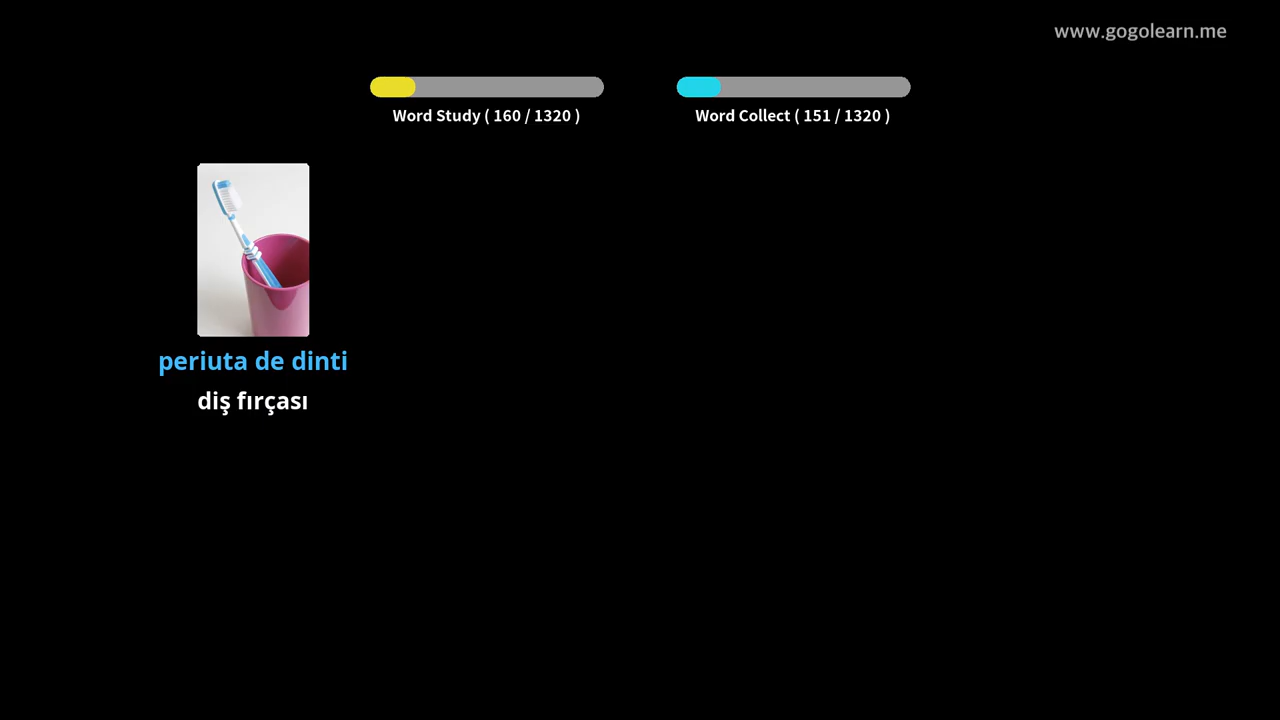 www.gogolearn.me
Word Study ( 160 / 1320 )
Word Collect ( 151 / 1320 )
periuta de dinti
diş fırçası